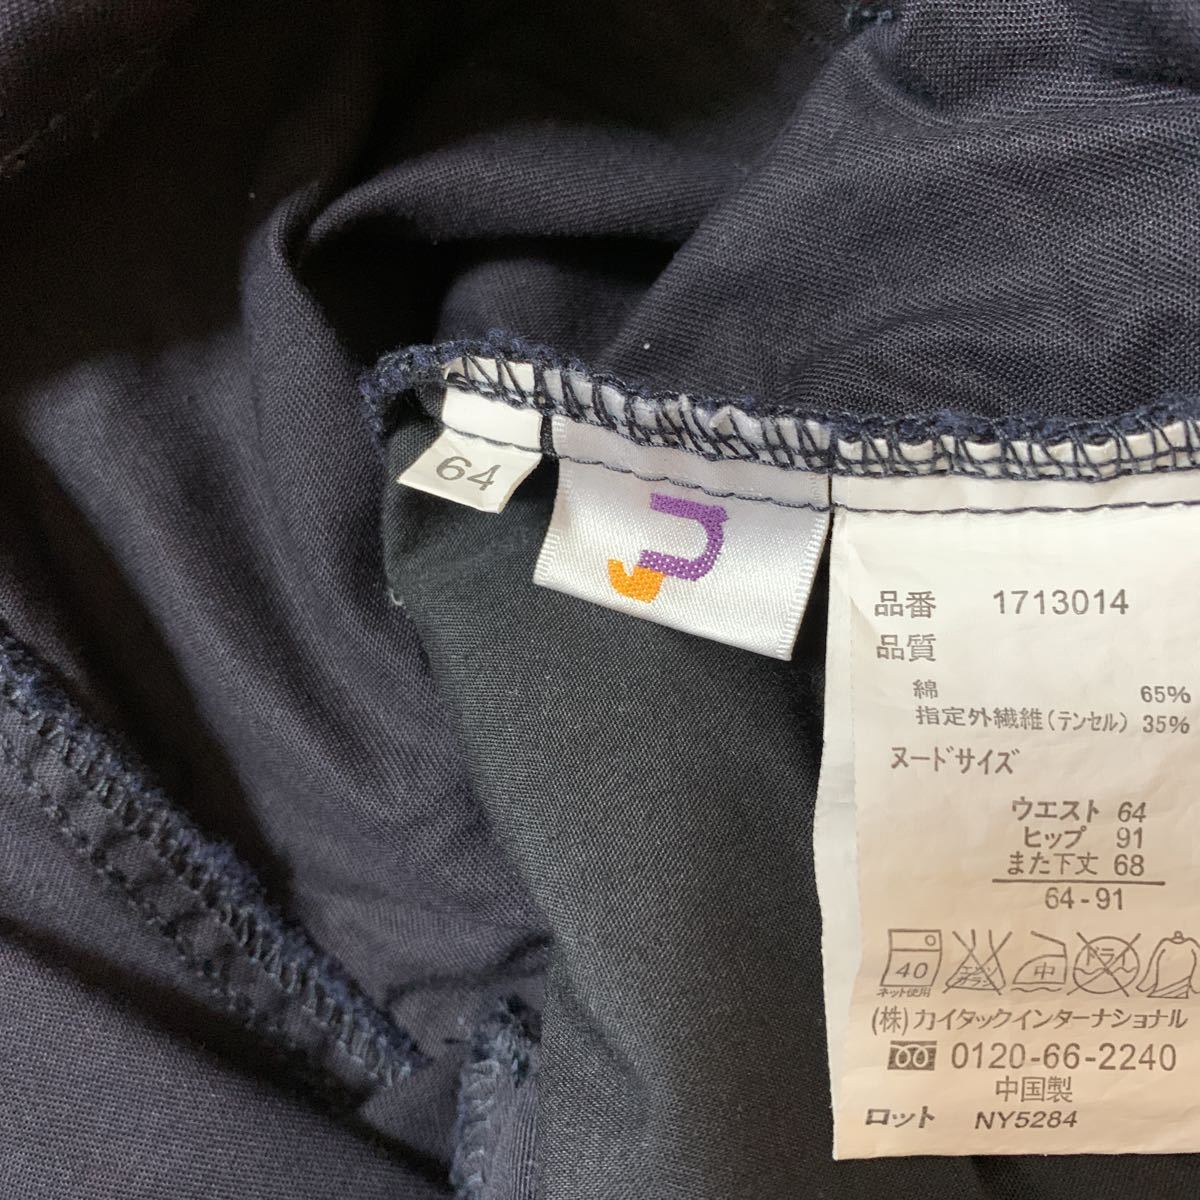 64
品番 1713014
品質
綿 65%
指定外繊維(テンセル) 35%
ヌードサイズ
ウエスト 64
ヒップ 91
また下丈 68
64-91
40 中 ドライ
ネット使用
(株)カイタックインターナショナル
0120-66-2240
中国製
ロット NY5284